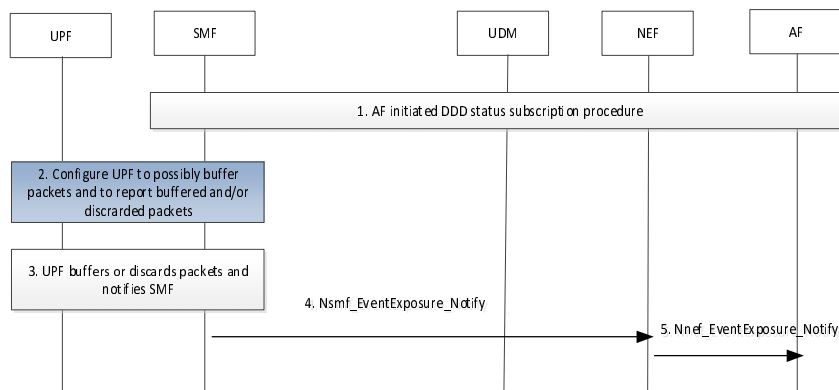 UPF
SMF
UDM
NEF
AF
1. AF initiated DDD status subscription procedure
2. Configure UPF to possibly buffer
packets and to report buffered and/or
discrarded packets
3. UPF buffers or discards packets and
notifies SMF
4. Nsmf_EventExposure_Notify
5. Nnef_EventExposure_Notify